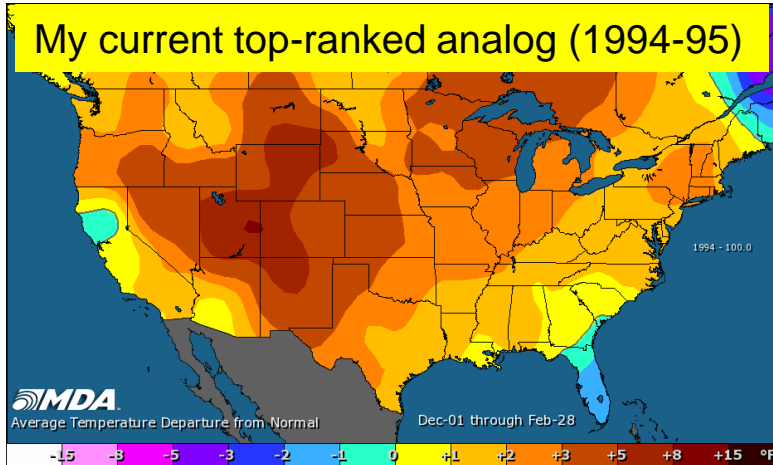 My current top-ranked analog (1994-95)
1994 - 100.0
MDA
Average Temperature Departure from Normal
Dec-01 through Feb-28
-15 -8 -5 -3 -2 -1 0 +1 +2 +3 +5 +8 +15 °F